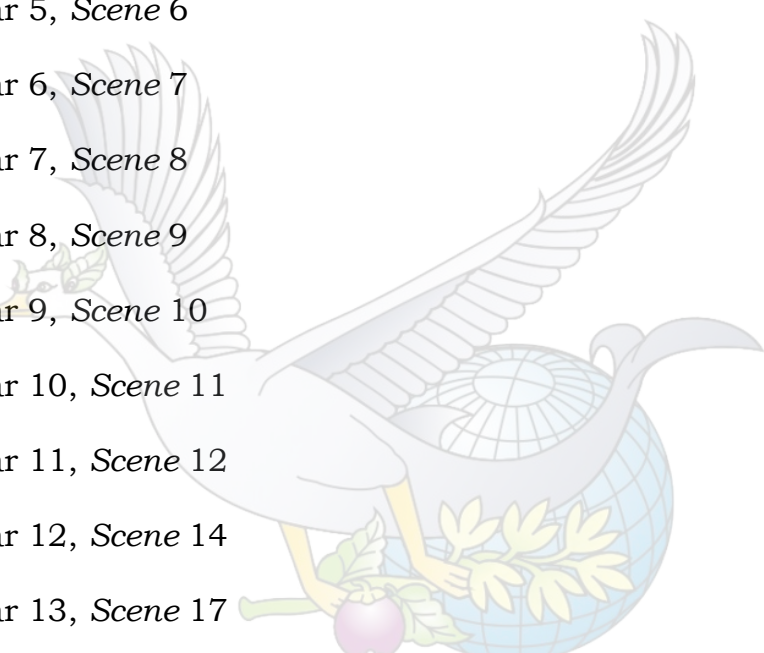 ar 5, Scene 6
ar 6, Scene 7
ar 7, Scene 8
ar 8, Scene 9
ar 9, Scene 10
ar 10, Scene 11
ar 11, Scene 12
ar 12, Scene 14
ar 13, Scene 17